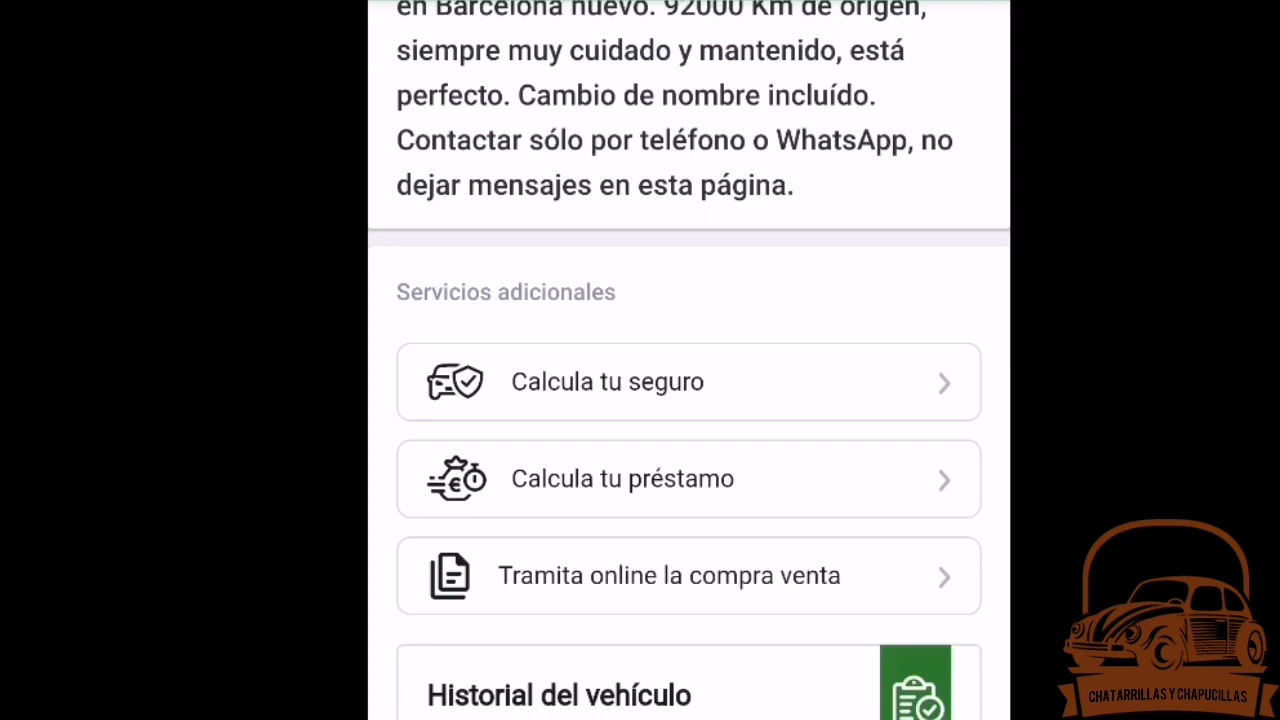 en Barcelona nuevo. 92000 Km de origen,
siempre muy cuidado y mantenido, está
perfecto. Cambio de nombre incluído.
Contactar sólo por teléfono o WhatsApp, no
dejar mensajes en esta página.
Servicios adicionales
Calcula tu seguro
Calcula tu préstamo
Tramita online la compra venta
Historial del vehículo
CHATARRILLAS Y CHAPUCILLAS